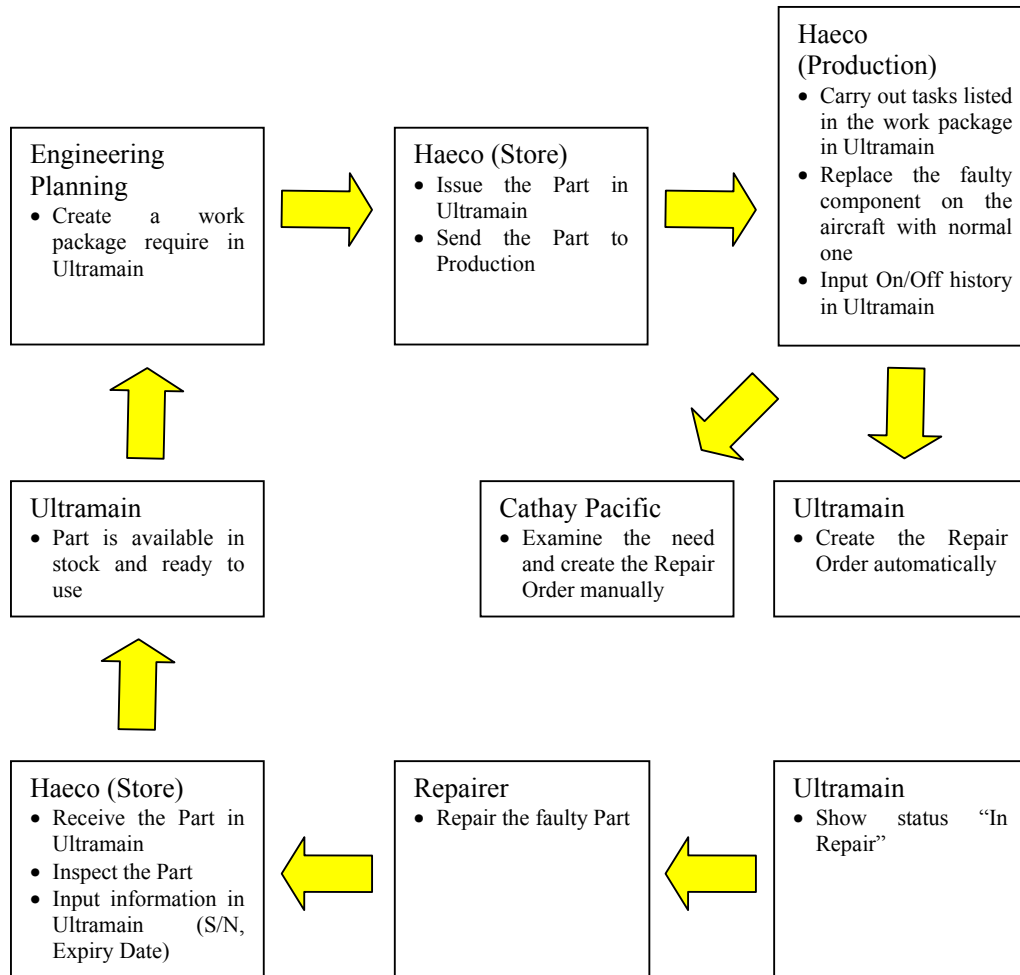 Engineering
Planning
• Create a work
package require in
Ultramain
Haeco (Store)
• Issue the Part in
Ultramain
• Send the Part to
Production
Haeco
(Production)
• Carry out tasks listed
in the work package
in Ultramain
• Replace the faulty
component on the
aircraft with normal
one
• Input On/Off history
in Ultramain
Ultramain
• Part is available in
stock and ready to
use
Cathay Pacific
• Examine the need
and create the Repair
Order manually
Ultramain
• Create the Repair
Order automatically
Haeco (Store)
• Receive the Part in
Ultramain
• Inspect the Part
• Input information in
Ultramain (S/N,
Expiry Date)
Repairer
• Repair the faulty Part
Ultramain
• Show status “In
Repair”